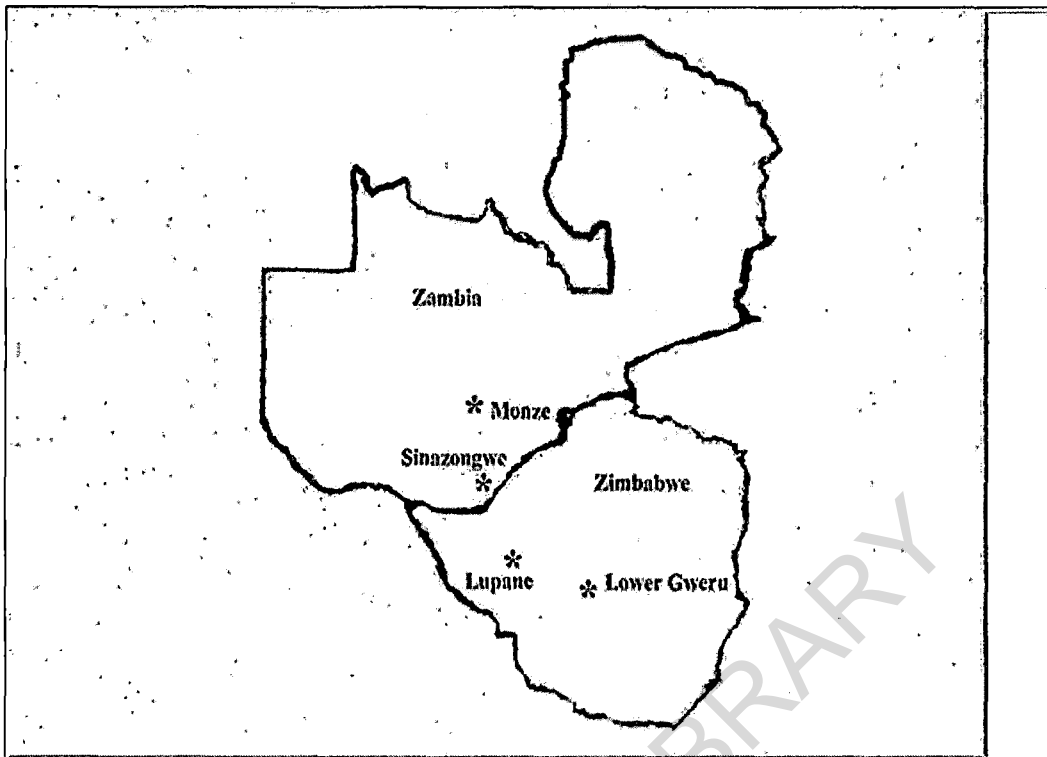 Zambia
* Monze
Sinazongwe
*
Zimbabwe
*
Lupane
* Lower Gweru
BRARY